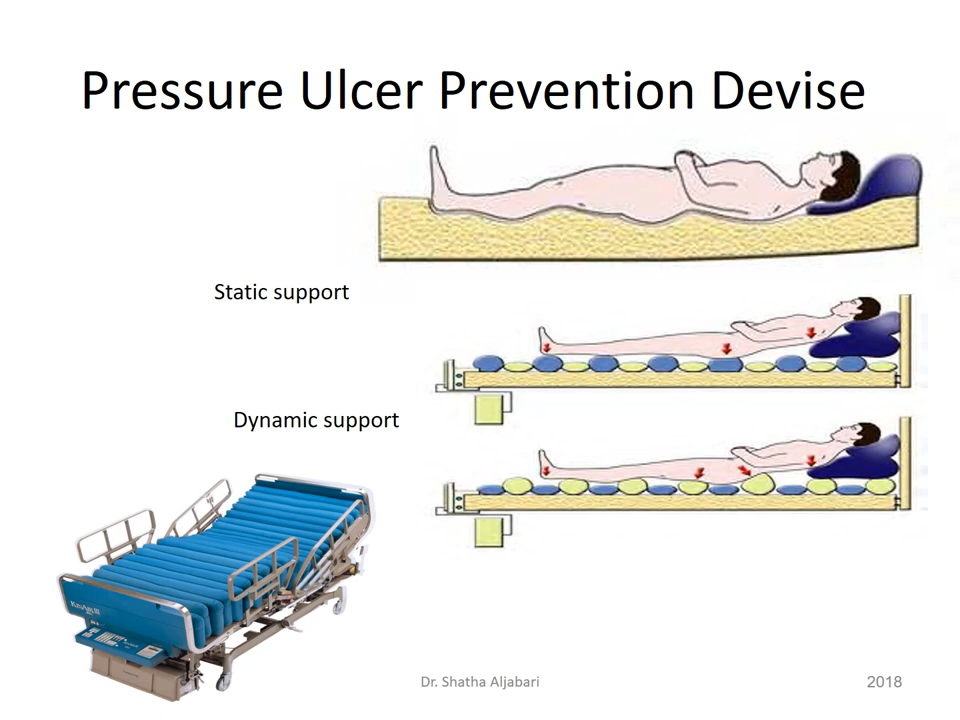 Pressure Ulcer Prevention Devise
Static support
Dynamic support
Dr. Shatha Aljabari
2018